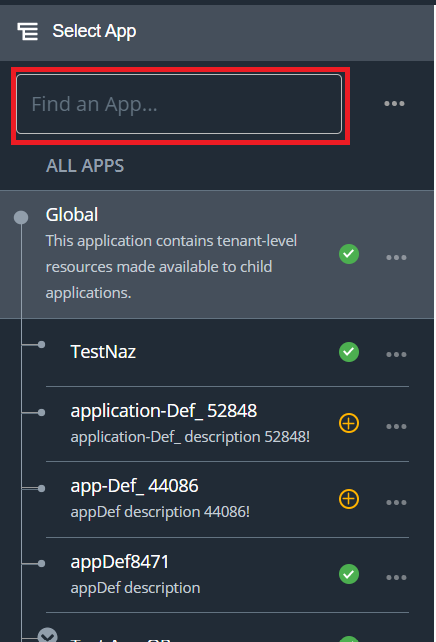 Select App
Find an App...
ALL APPS
Global
This application contains tenant-level
resources made available to child
applications.
TestNaz
application-Def_ 52848
application-Def_ description 52848!
app-Def_ 44086
appDef description 44086!
appDef8471
appDef description